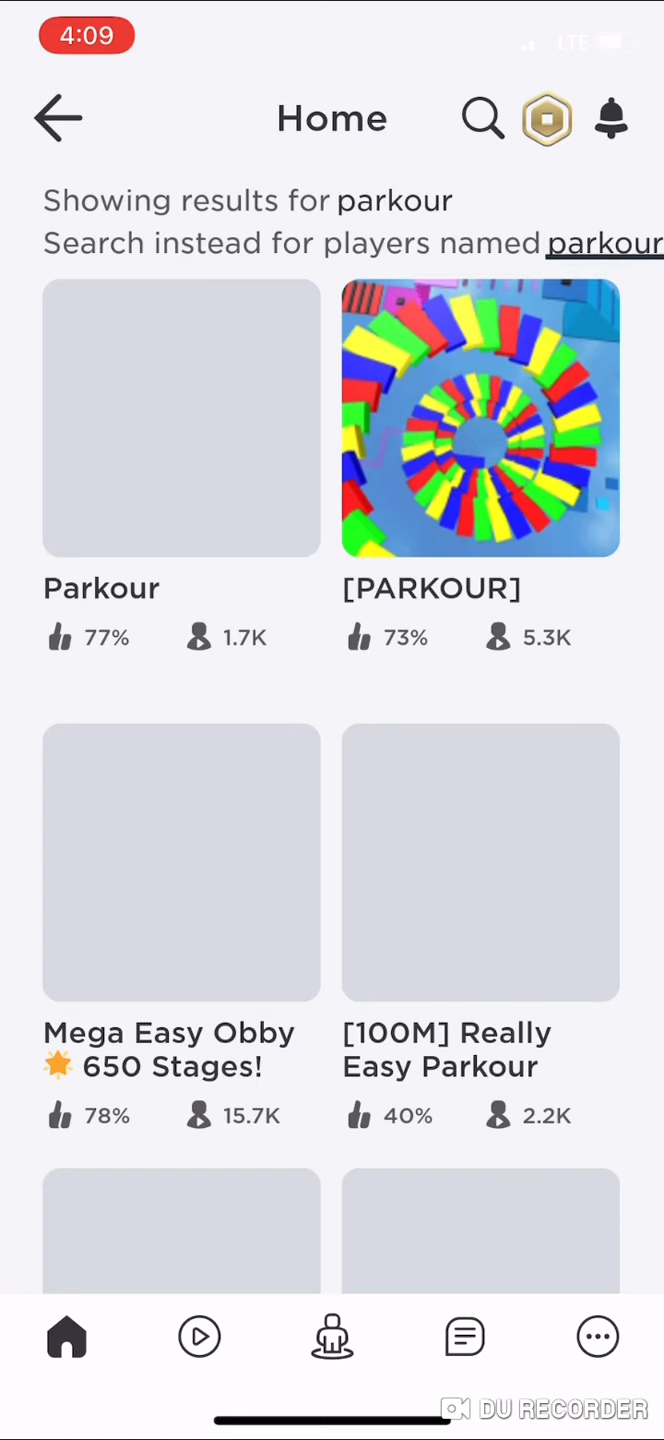 4:09
LTE
Home
Showing results for parkour
Search instead for players named parkour
Parkour
[PARKOUR]
77%
1.7K
73%
5.3K
Mega Easy Obby
🌟 650 Stages!
[100M] Really
Easy Parkour
78%
15.7K
40%
2.2K
DU RECORDER